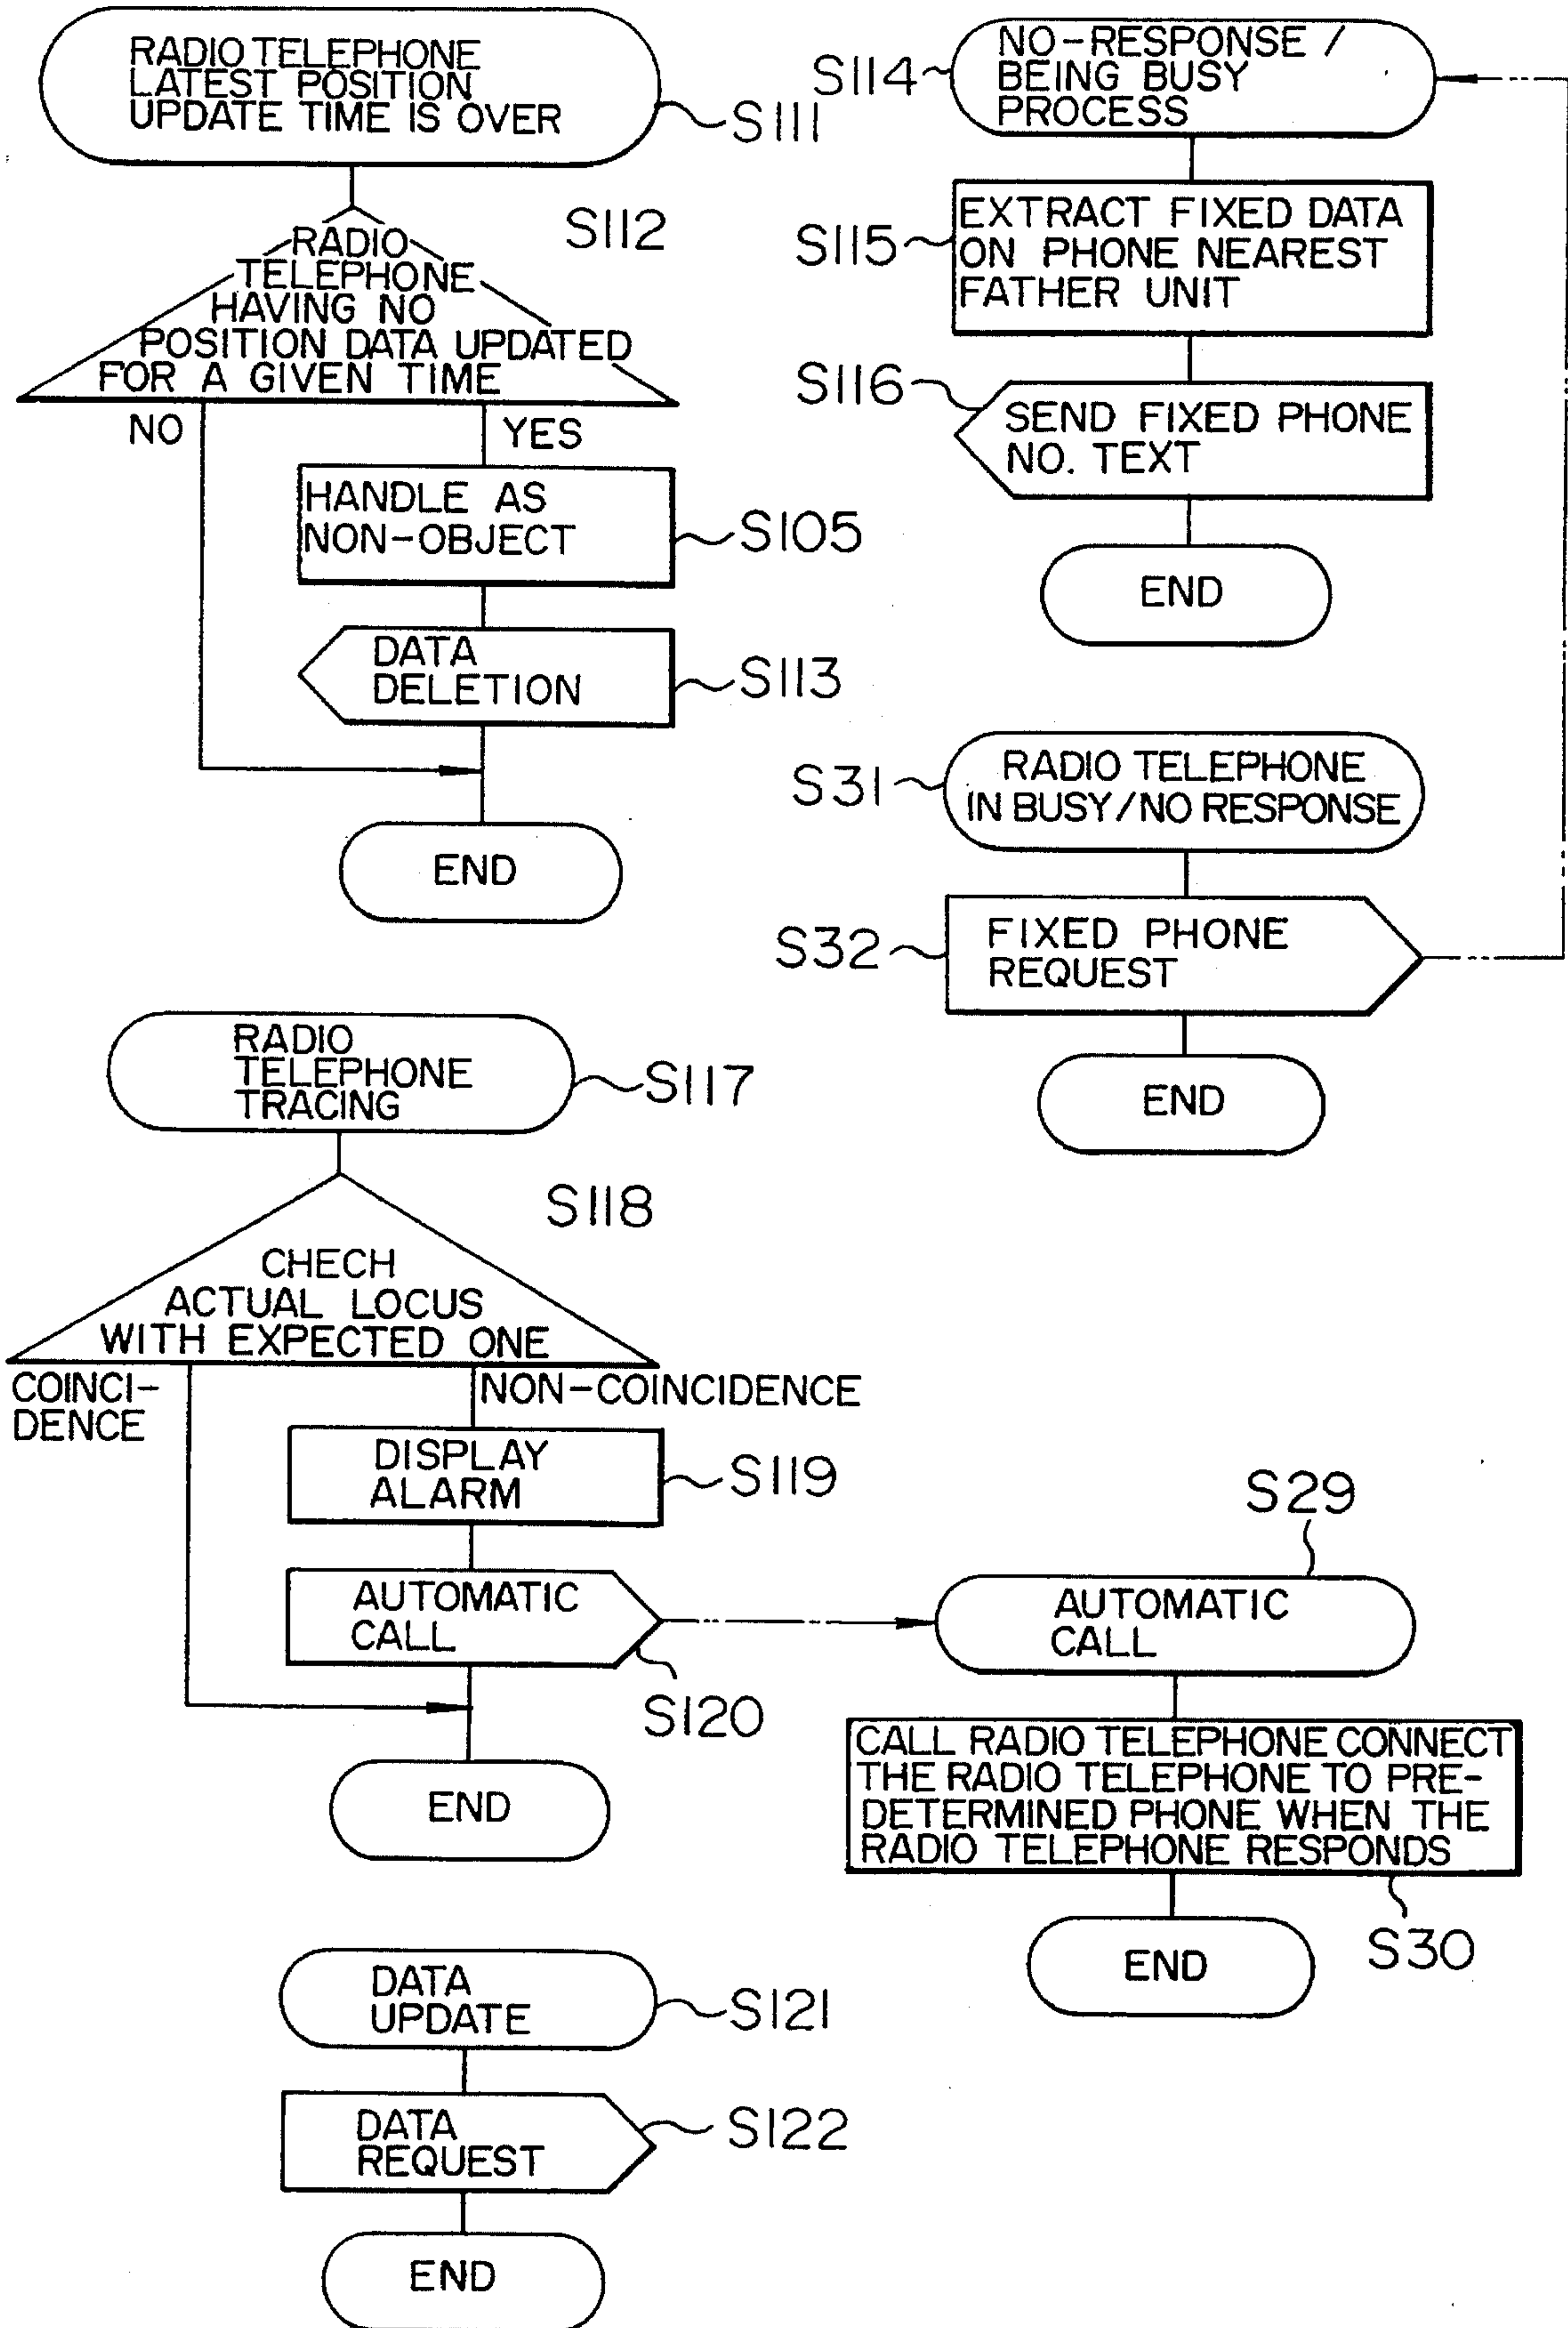 RADIO TELEPHONE
LATEST POSITION
UPDATE TIME IS OVER
S111
S112
RADIO
TELEPHONE
HAVING NO
POSITION DATA UPDATED
FOR A GIVEN TIME
NO
YES
HANDLE AS
NON-OBJECT
S105
DATA
DELETION
S113
END
S114
NO-RESPONSE /
BEING BUSY
PROCESS
S115
EXTRACT FIXED DATA
ON PHONE NEAREST
FATHER UNIT
S116
SEND FIXED PHONE
NO. TEXT
END
S31
RADIO TELEPHONE
IN BUSY/NO RESPONSE
S32
FIXED PHONE
REQUEST
END
RADIO
TELEPHONE
TRACING
S117
S118
CHECH
ACTUAL LOCUS
WITH EXPECTED ONE
COINCI-
DENCE
NON-COINCIDENCE
DISPLAY
ALARM
S119
AUTOMATIC
CALL
S120
END
S29
AUTOMATIC
CALL
CALL RADIO TELEPHONE CONNECT
THE RADIO TELEPHONE TO PRE-
DETERMINED PHONE WHEN THE
RADIO TELEPHONE RESPONDS
S30
END
DATA
UPDATE
S121
DATA
REQUEST
S122
END